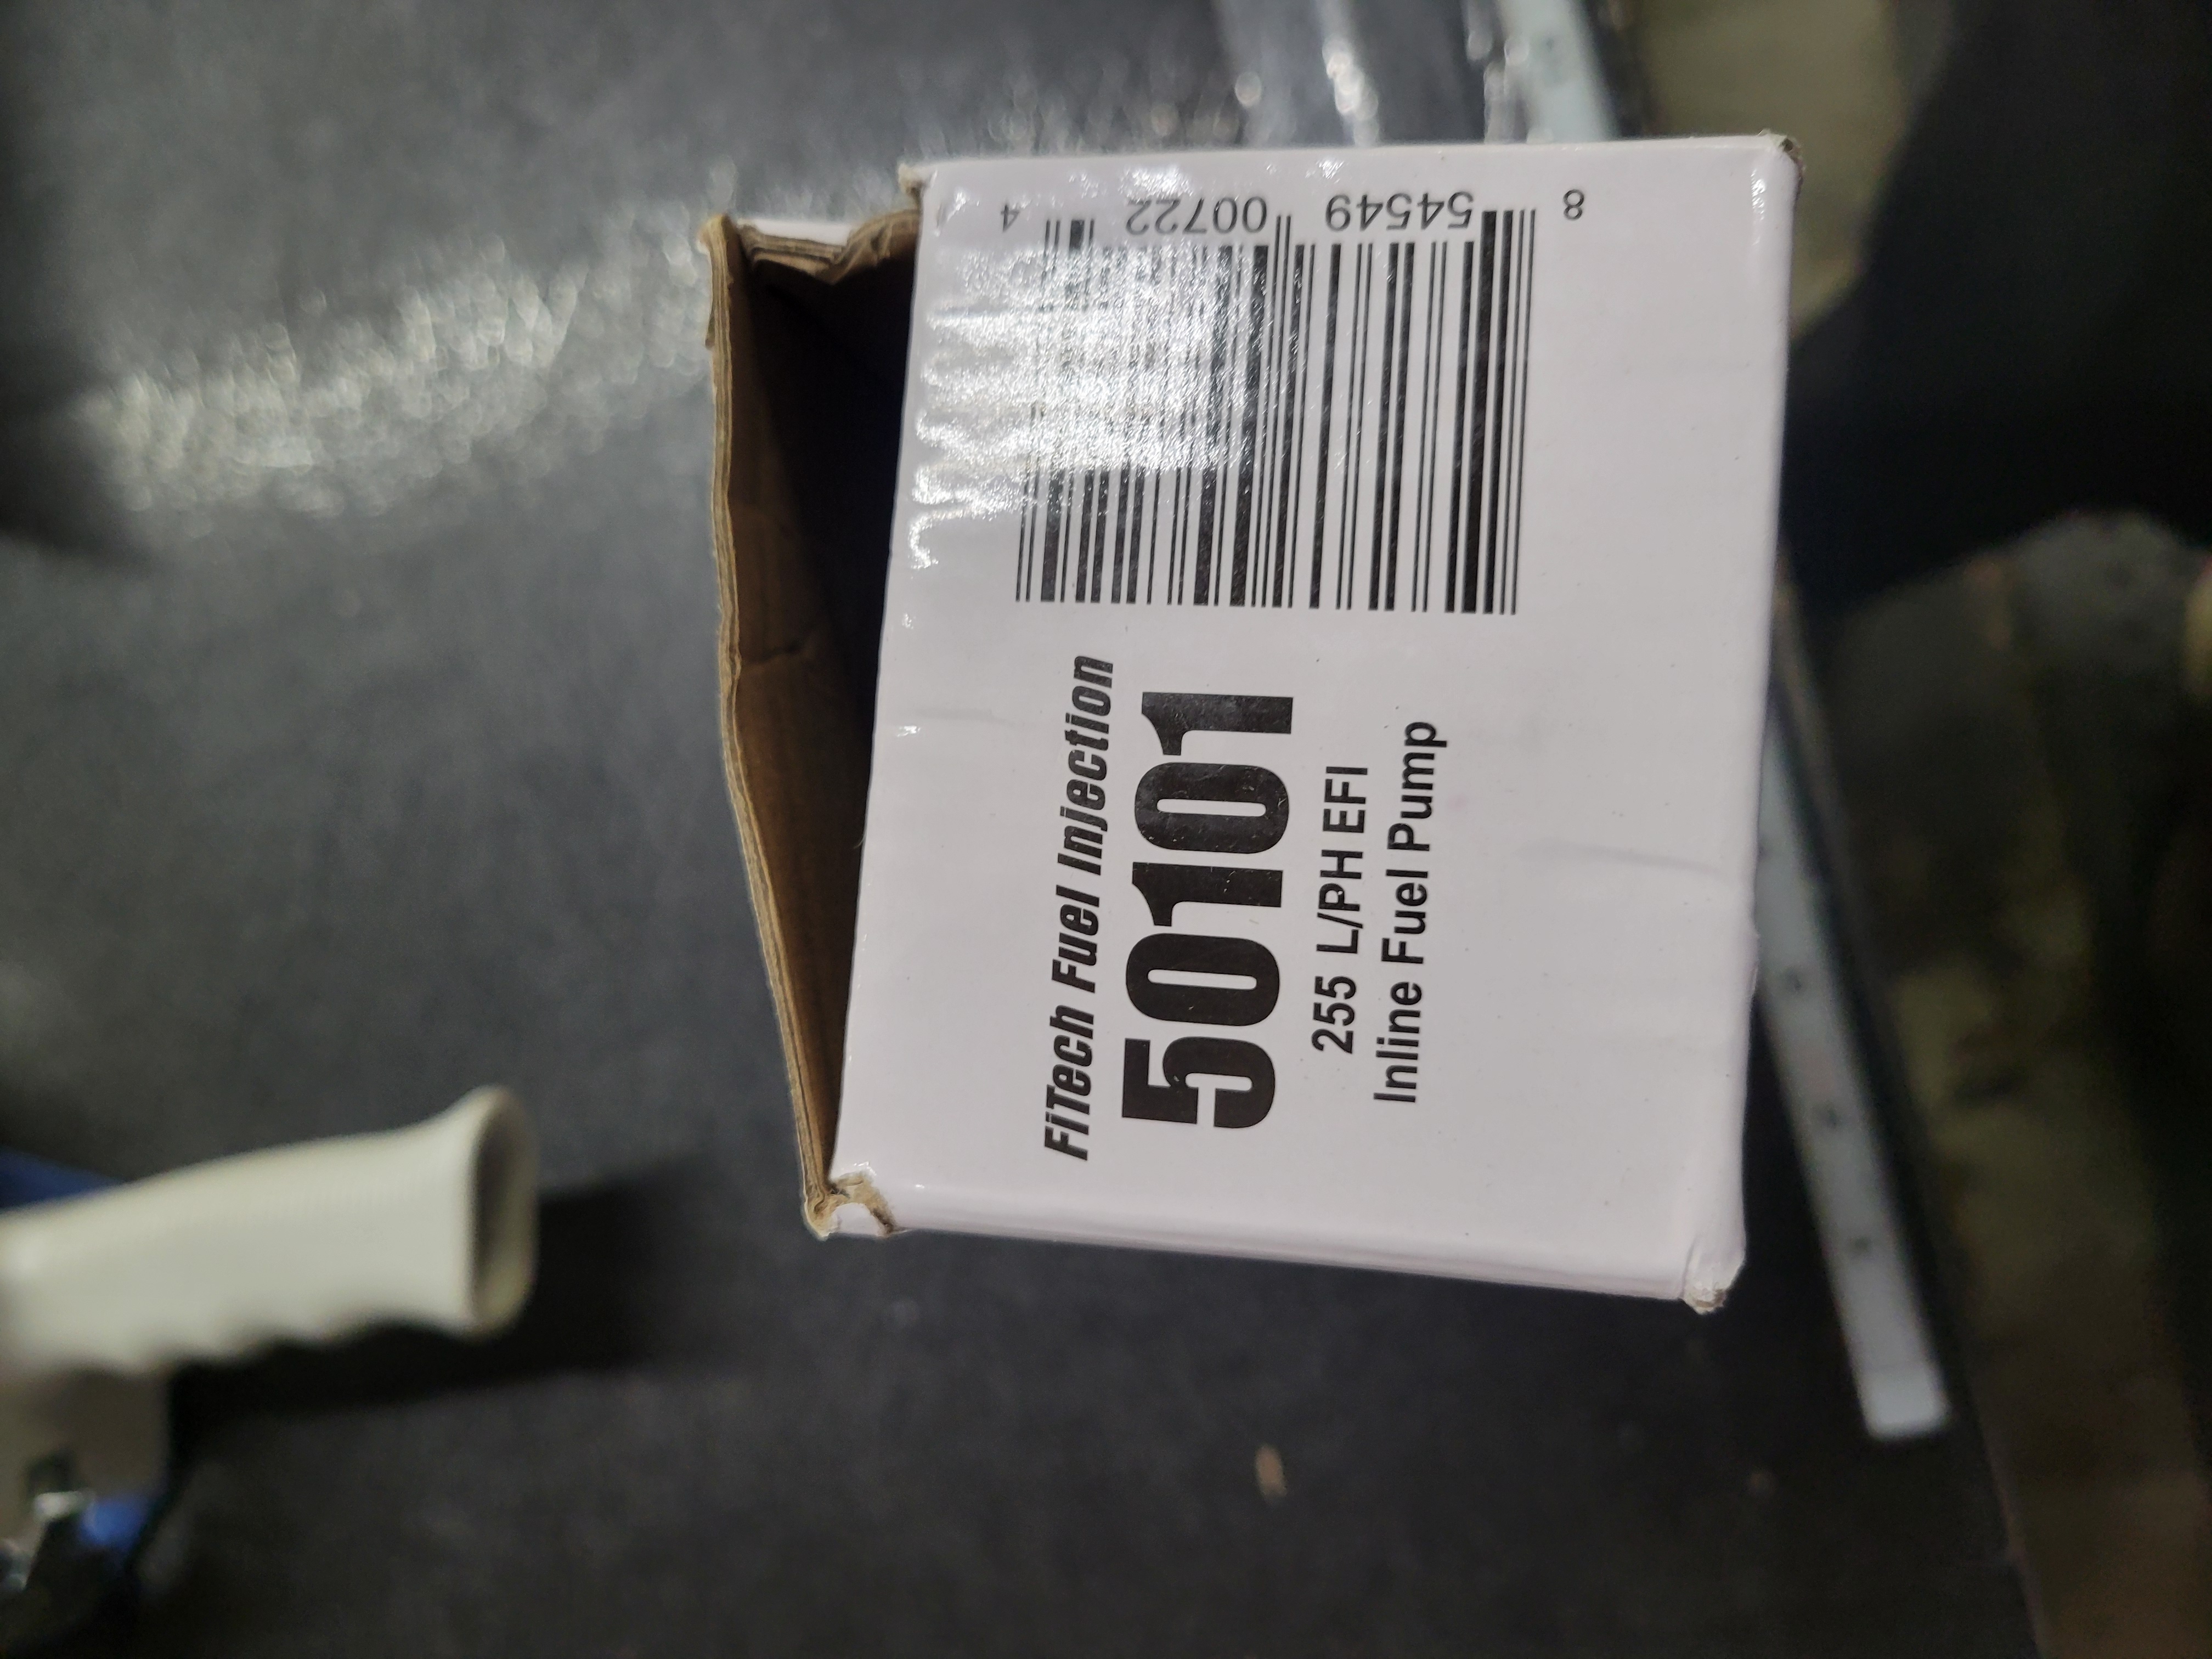 FiTech Fuel Injection
50101
255 L/PH EFI
Inline Fuel Pump
8 54549 00722 4